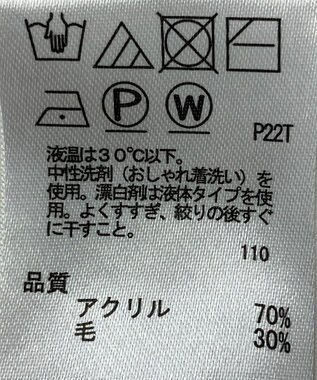 P W
P22T
液温は30℃以下。
中性洗剤(おしゃれ着洗い)を
使用。漂白剤は液体タイプを使
用。よくすすぎ、絞りの後すぐ
に干すこと。
110
品質
アクリル 70%
毛 30%